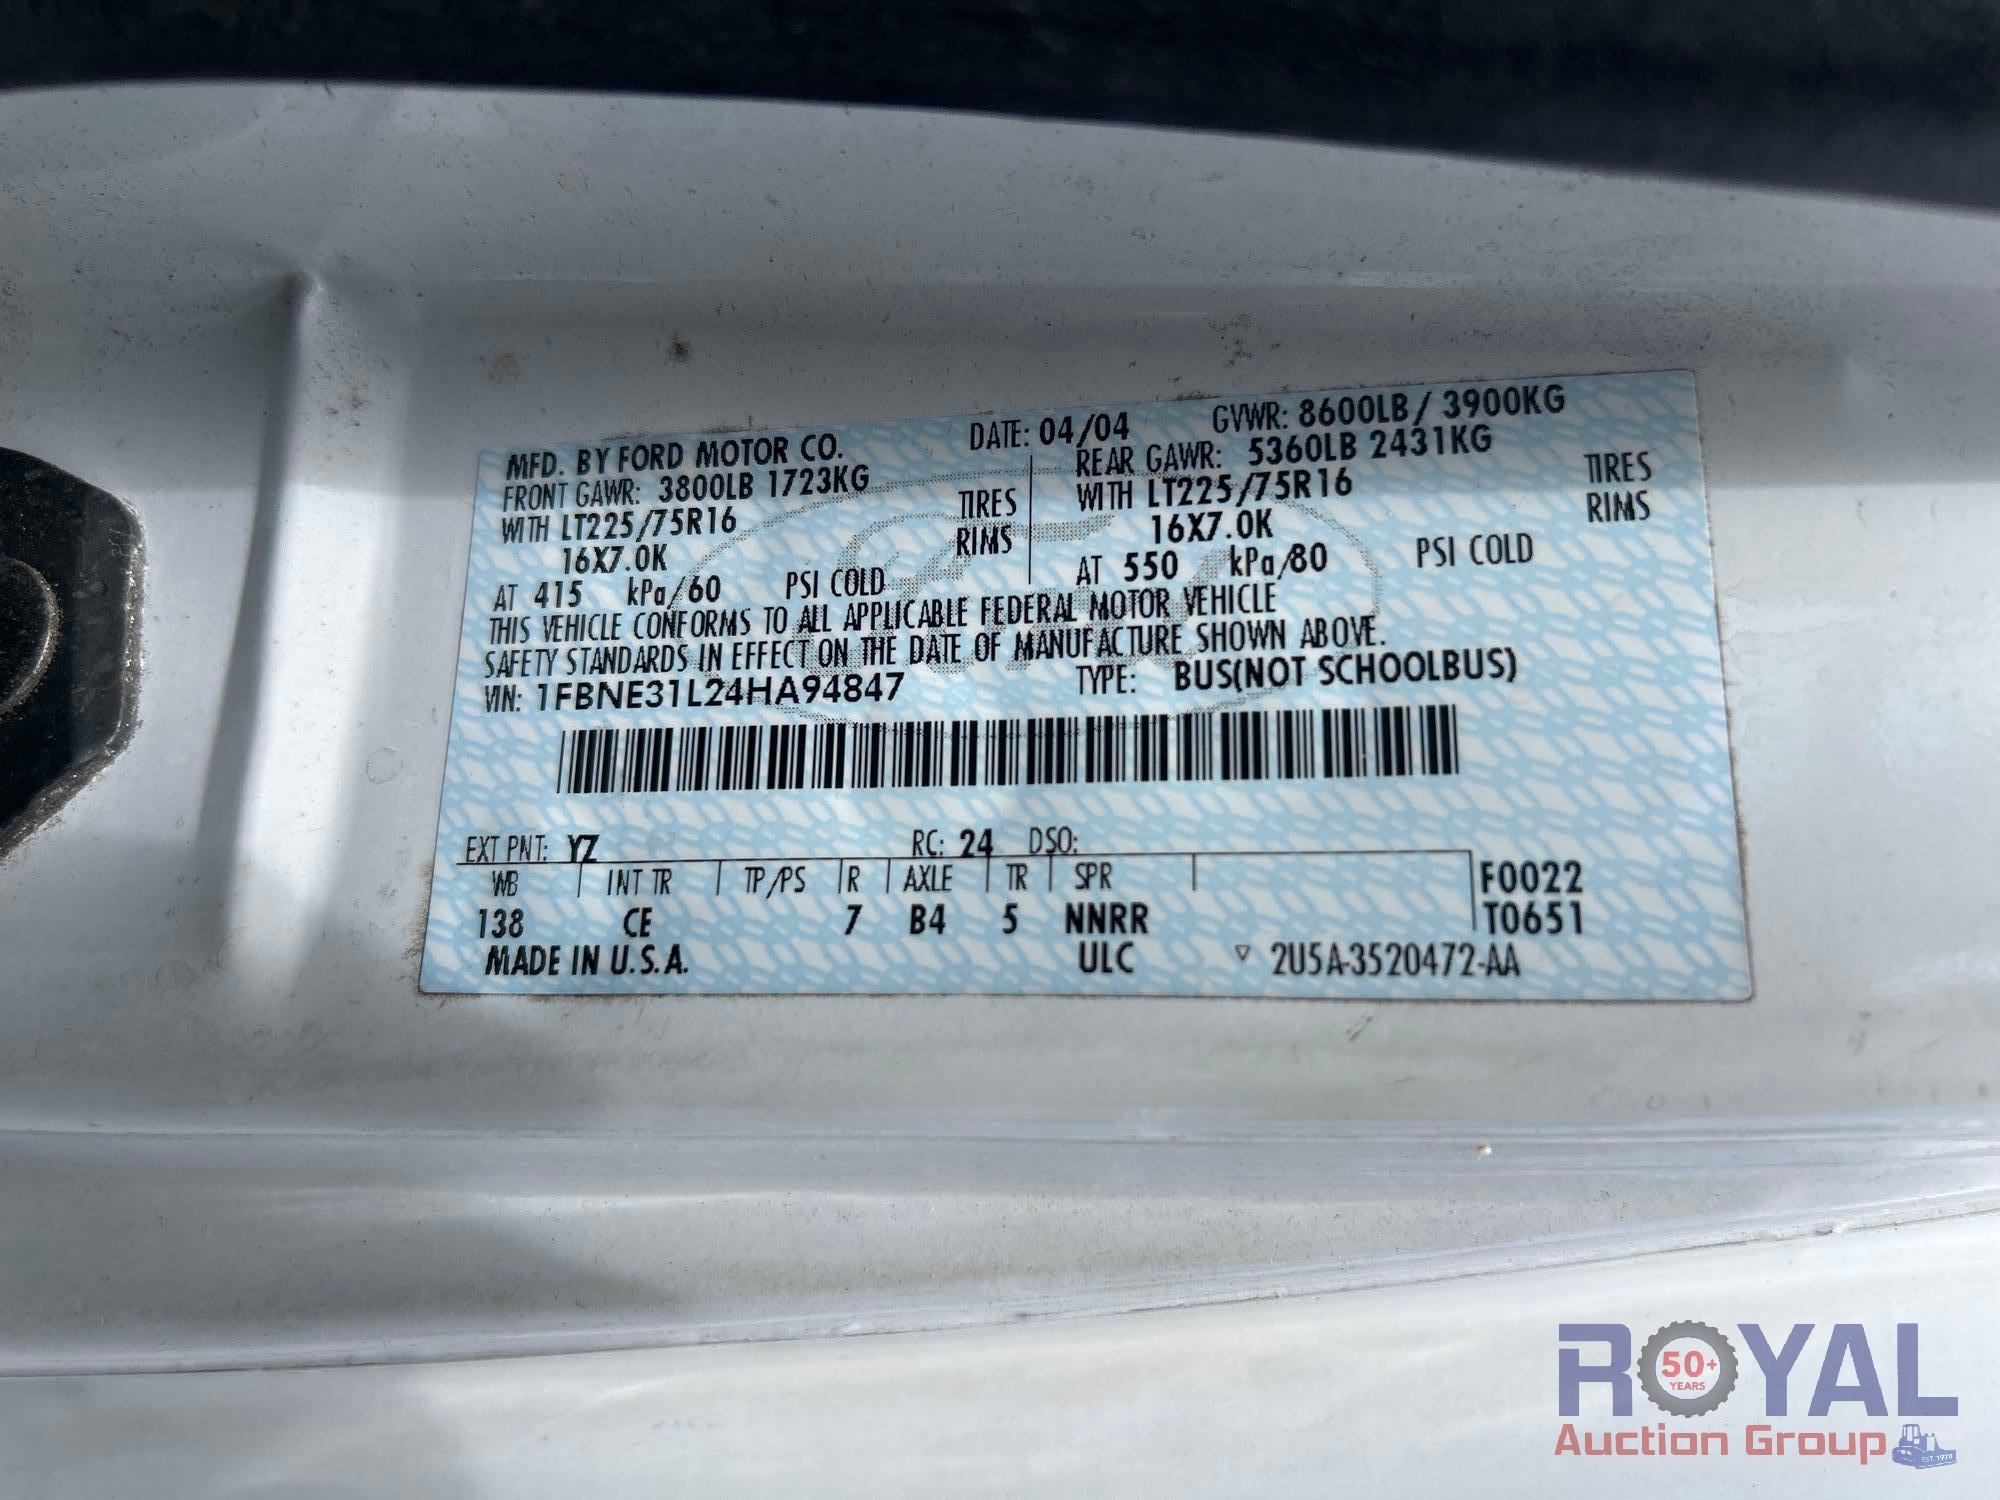 MFD. BY FORD MOTOR CO. DATE: 04/04 GVWR: 8600LB / 3900KG
FRONT GAWR: 3800LB 1723KG REAR GAWR: 5360LB 2431KG
WITH LT225/75R16 TIRES WITH LT225/75R16 TIRES
16X7.0K RIMS 16X7.0K RIMS
AT 415 kPa/60 PSI COLD AT 550 kPa/80 PSI COLD
THIS VEHICLE CONFORMS TO ALL APPLICABLE FEDERAL MOTOR VEHICLE
SAFETY STANDARDS IN EFFECT ON THE DATE OF MANUFACTURE SHOWN ABOVE.
VIN: 1FBNE31L24HA94847 TYPE: BUS(NOT SCHOOLBUS)
EXT PNT: YZ RC: 24 DSO:
WB INT TR TP/PS R AXLE TR SPR F0022
138 CE 7 B4 5 NNRR T0651
MADE IN U.S.A. ULC ▽ 2U5A-3520472-AA
ROYAL
50+
YEARS
Auction Group
EST. 1970